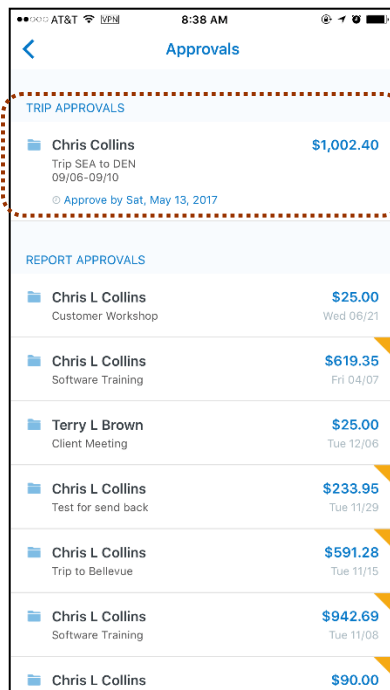 AT&T VPN 8:38 AM
Approvals
TRIP APPROVALS
Chris Collins $1,002.40
Trip SEA to DEN
09/06-09/10
Approve by Sat, May 13, 2017
REPORT APPROVALS
Chris L Collins $25.00
Customer Workshop Wed 06/21
Chris L Collins $619.35
Software Training Fri 04/07
Terry L Brown $25.00
Client Meeting Tue 12/06
Chris L Collins $233.95
Test for send back Tue 11/29
Chris L Collins $591.28
Trip to Bellevue Tue 11/15
Chris L Collins $942.69
Software Training Tue 11/08
Chris L Collins $90.00